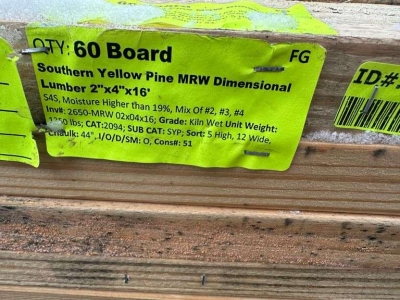 QTY: 60 Board FG
Southern Yellow Pine MRW Dimensional
Lumber 2"x4"x16'
S4S, Moisture Higher than 19%, Mix Of #2, #3, #4
Inv#: 2650-MRW 02x04x16; Grade: Kiln Wet Unit Weight:
1250 lbs; CAT:2094; SUB CAT: SYP; Sort: 5 High, 12 Wide,
Chaulk: 44", I/O/D/SM: O, Cons#: 51
ID#: